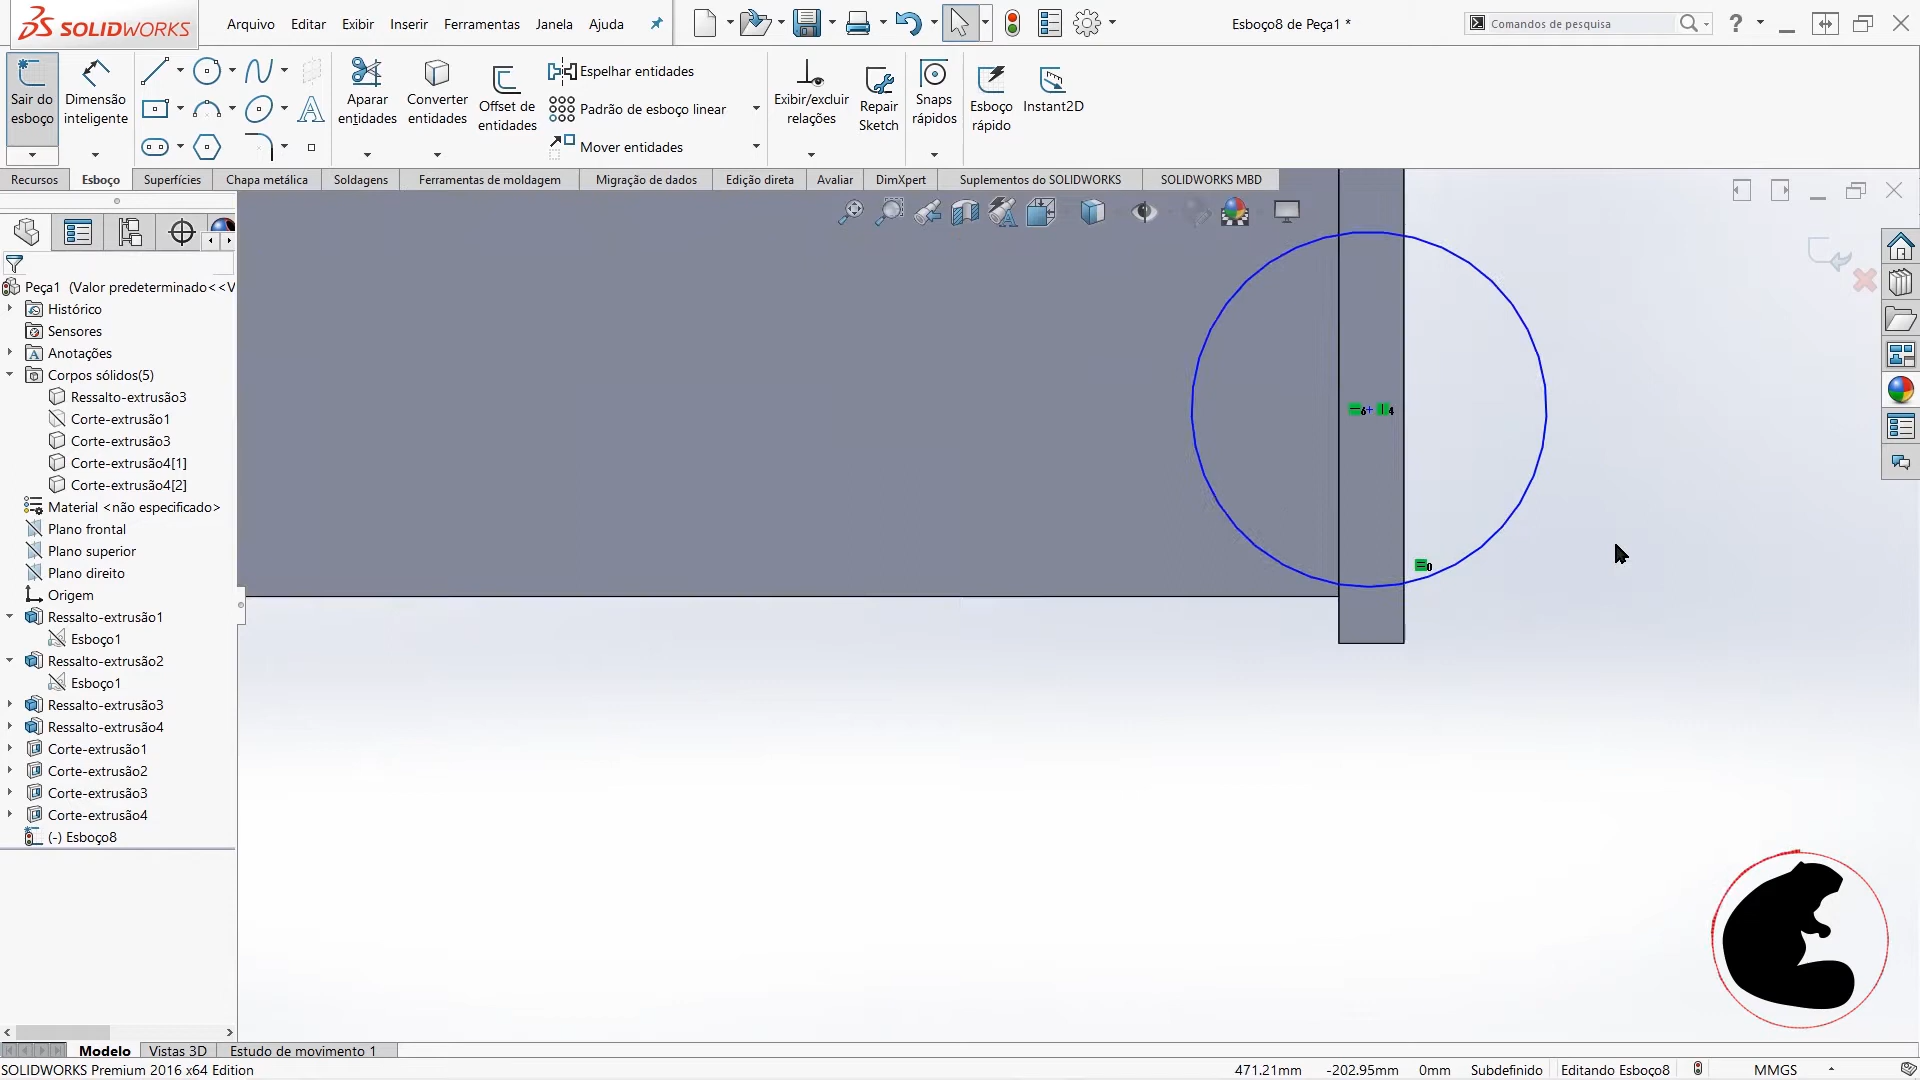 SOLIDWORKS
Arquivo Editar Exibir Inserir Ferramentas Janela Ajuda
Esboço8 de Peça1 *
Comandos de pesquisa
?
Sair do esboço
Dimensão inteligente
Aparar entidades
Converter entidades
Offset de entidades
Espelhar entidades
Padrão de esboço linear
Mover entidades
Exibir/excluir relações
Repair Sketch
Snaps rápidos
Esboço rápido
Instant2D
Recursos Esboço Superfícies Chapa metálica Soldagens Ferramentas de moldagem Migração de dados Edição direta Avaliar DimXpert Suplementos do SOLIDWORKS SOLIDWORKS MBD
Peça1 (Valor predeterminado<<V
Histórico
Sensores
Anotações
Corpos sólidos(5)
Ressalto-extrusão3
Corte-extrusão1
Corte-extrusão3
Corte-extrusão4[1]
Corte-extrusão4[2]
Material <não especificado>
Plano frontal
Plano superior
Plano direito
Origem
Ressalto-extrusão1
Esboço1
Ressalto-extrusão2
Esboço1
Ressalto-extrusão3
Ressalto-extrusão4
Corte-extrusão1
Corte-extrusão2
Corte-extrusão3
Corte-extrusão4
(-) Esboço8
6 4
0
Modelo Vistas 3D Estudo de movimento 1
SOLIDWORKS Premium 2016 x64 Edition
471.21mm -202.95mm 0mm Subdefinido Editando Esboço8 MMGS